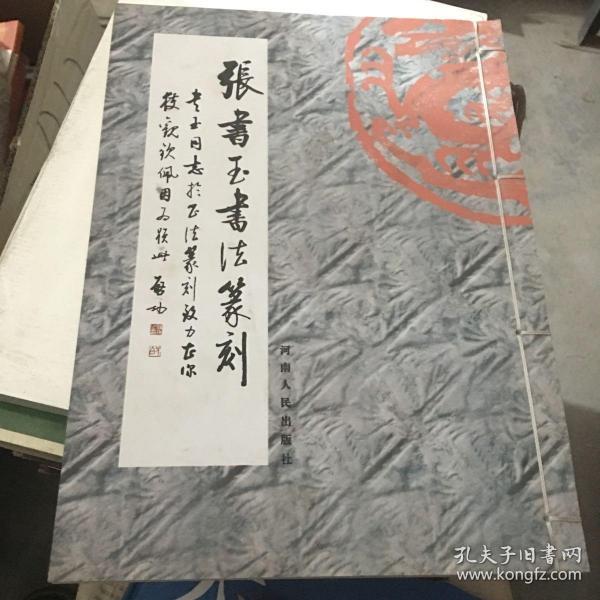 張書玉書法篆刻
書玉同志於书法篆刻致力甚深
技觀欽佩因為題此 啟功
河南人民出版社
孔夫子旧書网
www.kongfz.com